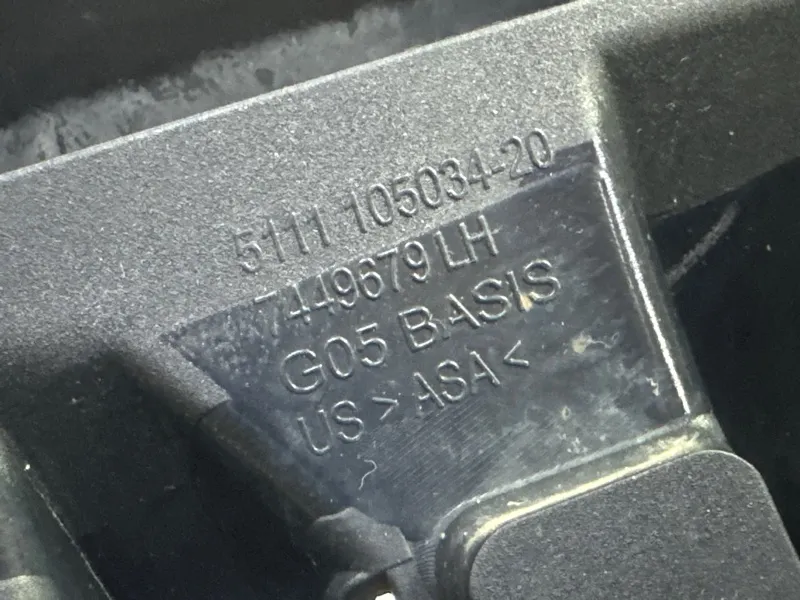 5111 105034-20
7449679 LH
G05 BASIS
US >ASA<